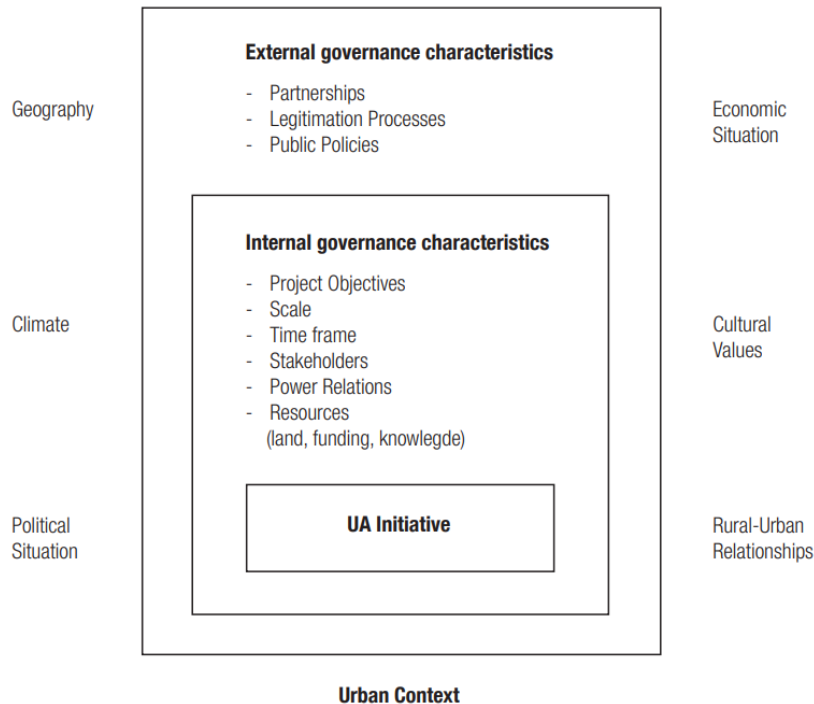 External governance characteristics
- Partnerships
- Legitimation Processes
- Public Policies
Geography
Economic
Situation
Internal governance characteristics
- Project Objectives
- Scale
- Time frame
- Stakeholders
- Power Relations
- Resources
(land, funding, knowlegde)
Climate
Cultural
Values
UA Initiative
Political
Situation
Rural-Urban
Relationships
Urban Context